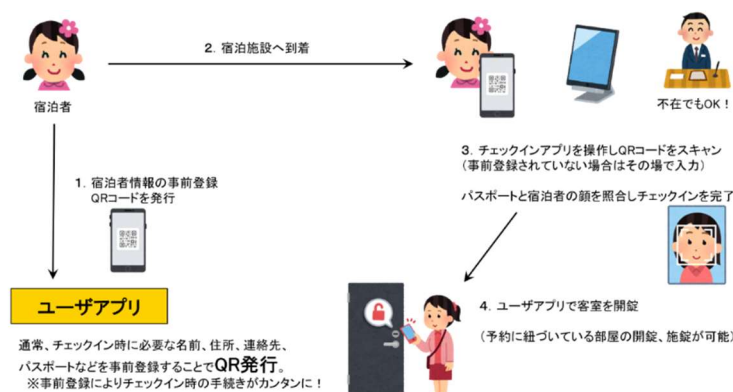 2．宿泊施設へ到着
宿泊者
不在でもOK！
1．宿泊者情報の事前登録
QRコードを発行
3．チェックインアプリを操作しQRコードをスキャン
（事前登録されていない場合はその場で入力）
パスポートと宿泊者の顔を照合しチェックインを完了
ユーザアプリ
通常、チェックイン時に必要な名前、住所、連絡先、
パスポートなどを事前登録することでQR発行。
※事前登録によりチェックイン時の手続きがカンタンに！
4．ユーザアプリで客室を開錠
（予約に紐づいている部屋の開錠、施錠が可能）